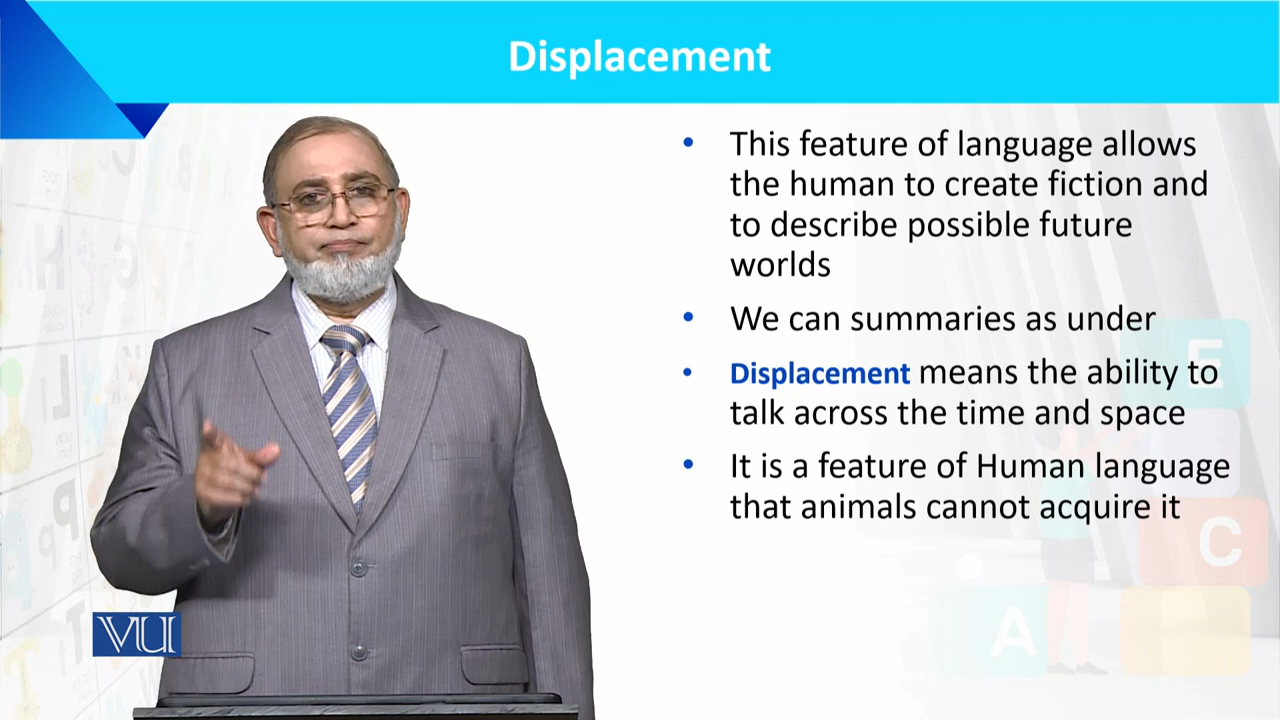 Displacement
• This feature of language allows
the human to create fiction and
to describe possible future
worlds
• We can summaries as under
• Displacement means the ability to
talk across the time and space
• It is a feature of Human language
that animals cannot acquire it
VU
E
C
A